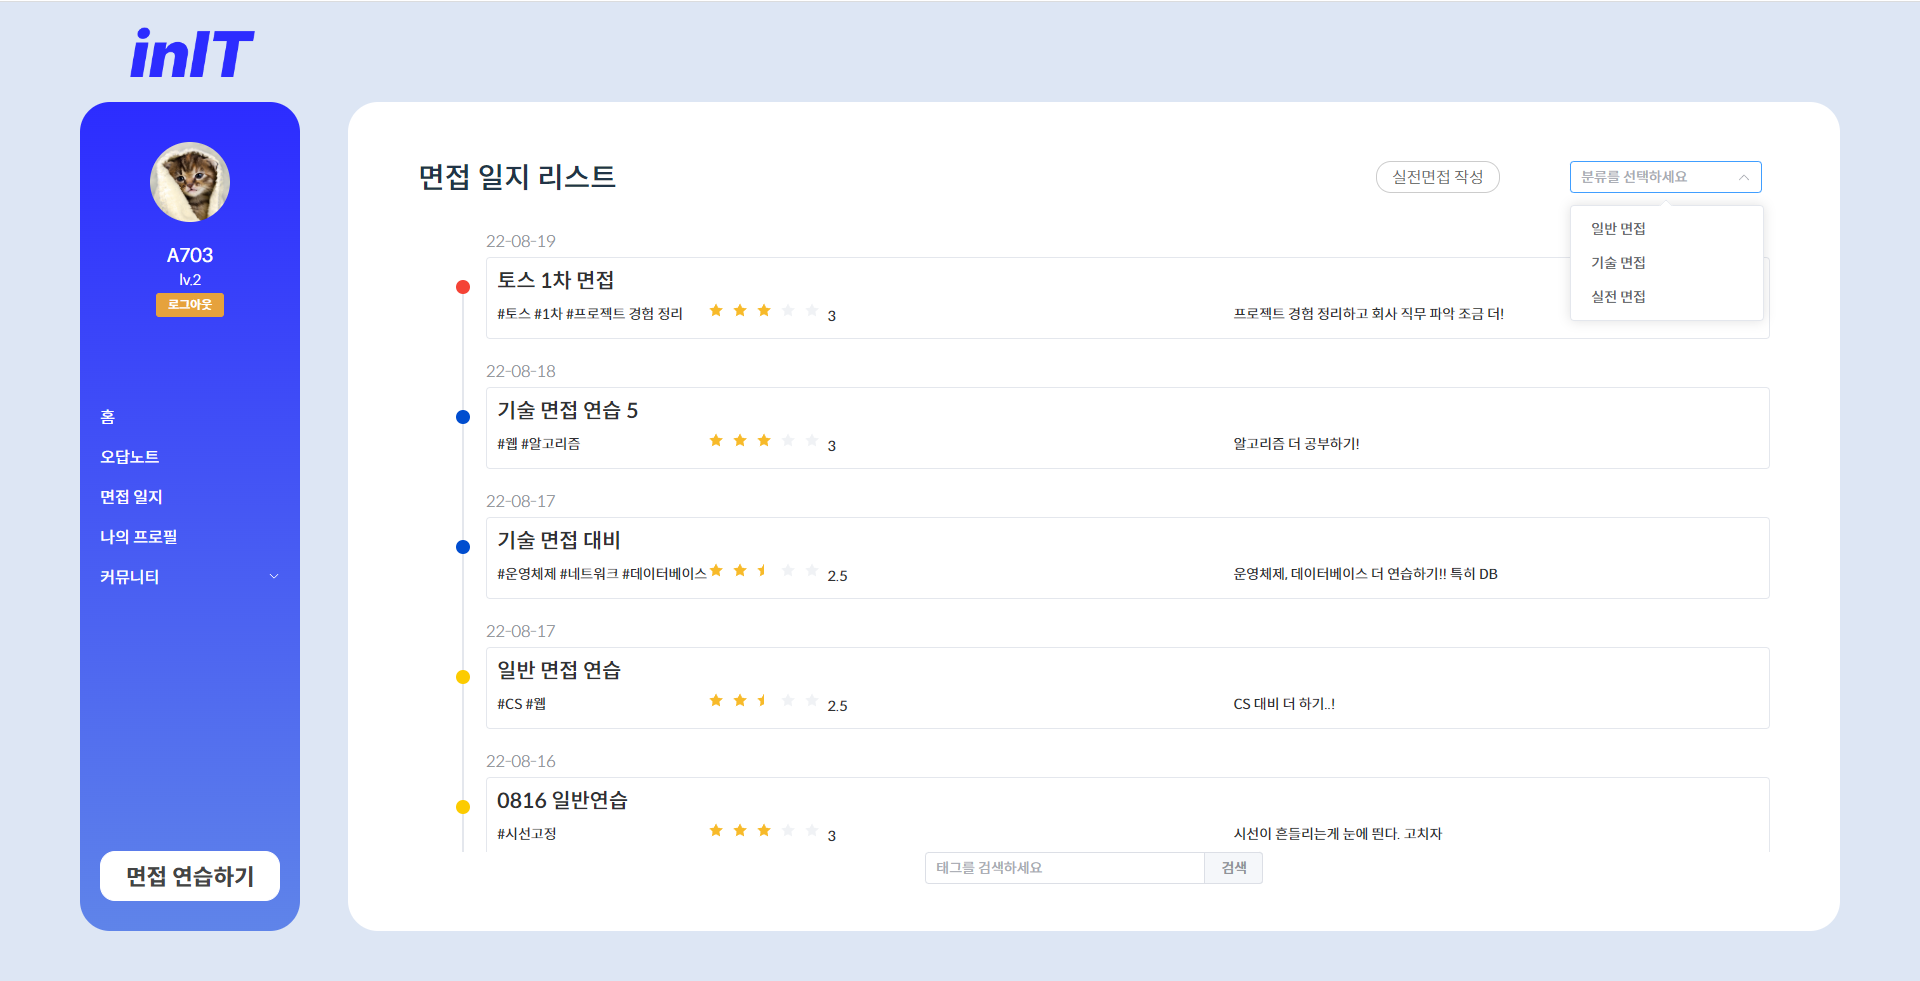 inIT
A703
lv.2
로그아웃
홈
오답노트
면접 일지
나의 프로필
커뮤니티
면접 연습하기
면접 일지 리스트
실전면접 작성
분류를 선택하세요
일반 면접
기술 면접
실전 면접
22-08-19
토스 1차 면접
#토스 #1차 #프로젝트 경험 정리 3 프로젝트 경험 정리하고 회사 직무 파악 조금 더!
22-08-18
기술 면접 연습 5
#웹 #알고리즘 3 알고리즘 더 공부하기!
22-08-17
기술 면접 대비
#운영체제 #네트워크 #데이터베이스 2.5 운영체제, 데이터베이스 더 연습하기!! 특히 DB
22-08-17
일반 면접 연습
#CS #웹 2.5 CS 대비 더 하기..!
22-08-16
0816 일반연습
#시선고정 3 시선이 흔들리는게 눈에 띈다. 고치자
태그를 검색하세요 검색